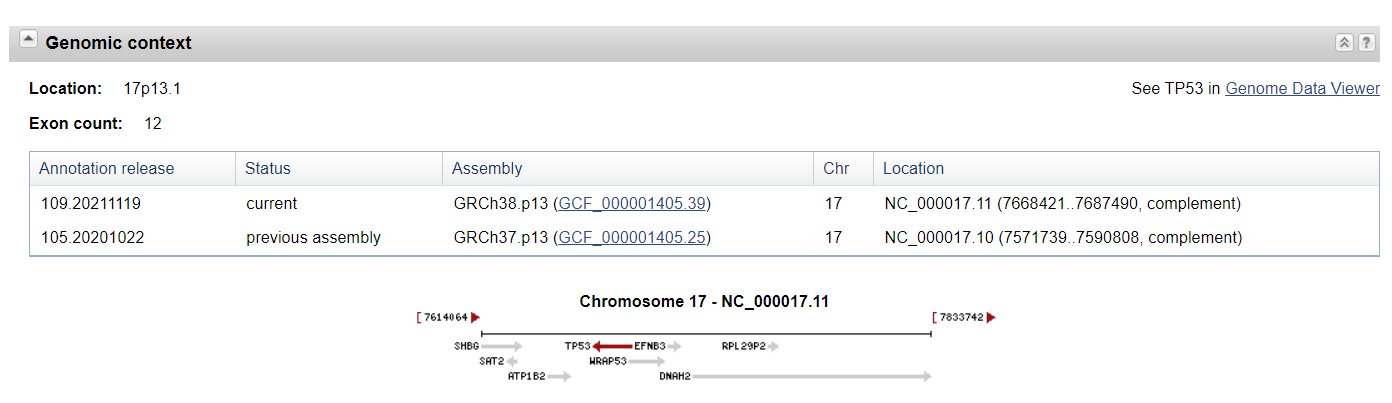 Genomic context
Location: 17p13.1
See TP53 in Genome Data Viewer
Exon count: 12
Annotation release Status Assembly Chr Location
109.20211119 current GRCh38.p13 (GCF_000001405.39) 17 NC_000017.11 (7668421..7687490, complement)
105.20201022 previous assembly GRCh37.p13 (GCF_000001405.25) 17 NC_000017.10 (7571739..7590808, complement)
Chromosome 17 - NC_000017.11
[ 7614064 [ 7833742
SHBG TP53 EFNB3 RPL29P2
SAT2 WRAP53
ATP1B2 DNAH2